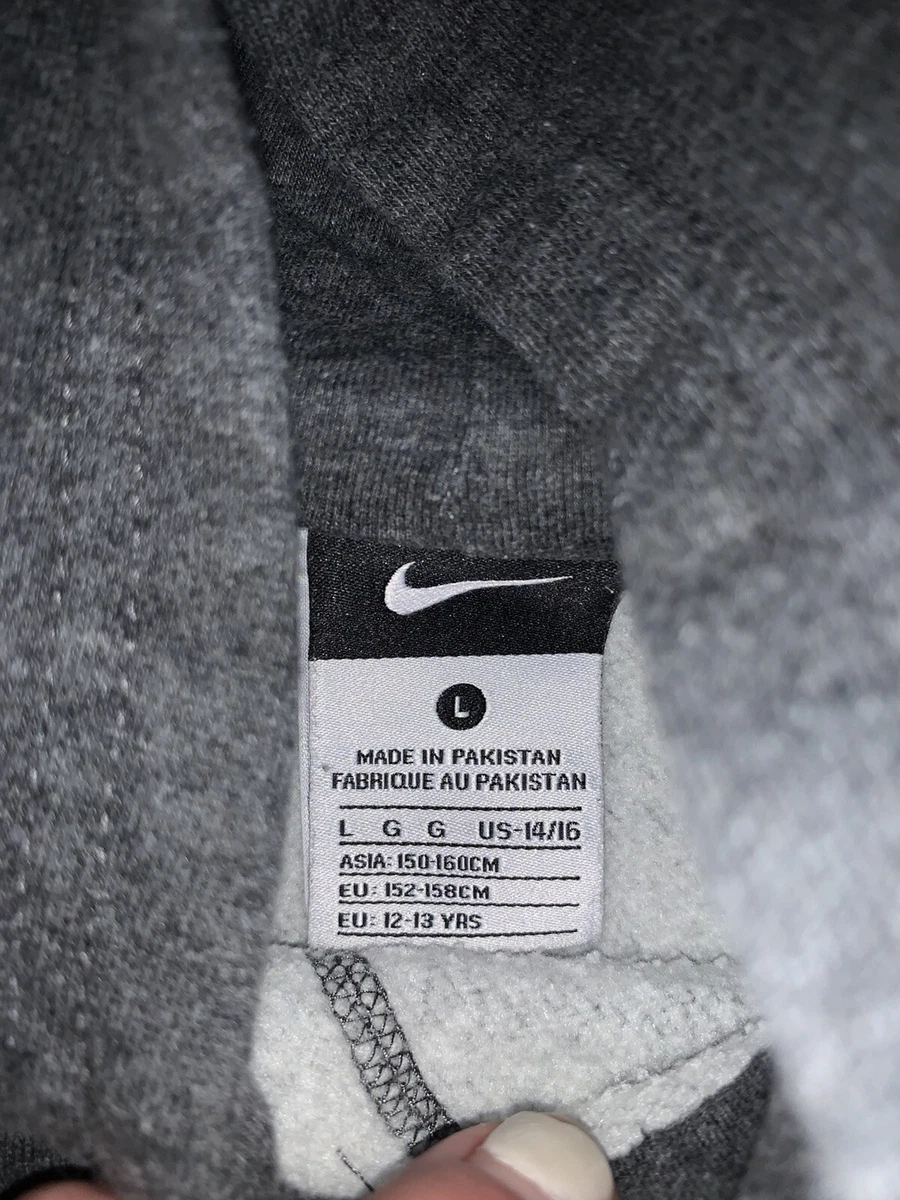 L
MADE IN PAKISTAN
FABRIQUE AU PAKISTAN
L G G US-14/16
ASIA: 150-160CM
EU: 152-158CM
EU: 12-13 YRS